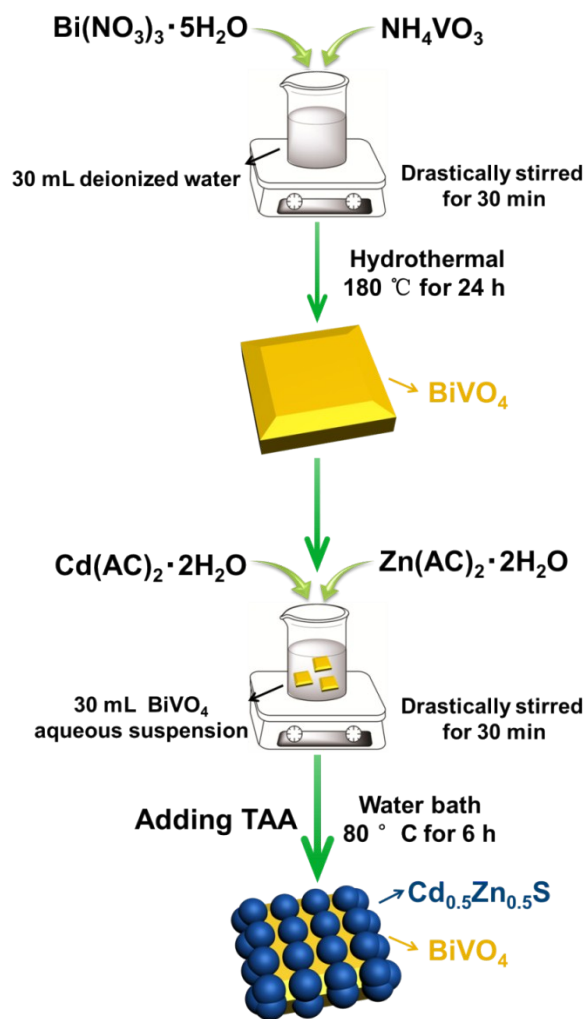 Bi(NO₃)₃·5H₂O
NH₄VO₃
30 mL deionized water
Drastically stirred
for 30 min
Hydrothermal
180 ℃ for 24 h
BiVO₄
Cd(AC)₂·2H₂O
Zn(AC)₂·2H₂O
30 mL BiVO₄
aqueous suspension
Drastically stirred
for 30 min
Adding TAA
Water bath
80 ° C for 6 h
Cd₀.₅Zn₀.₅S
BiVO₄